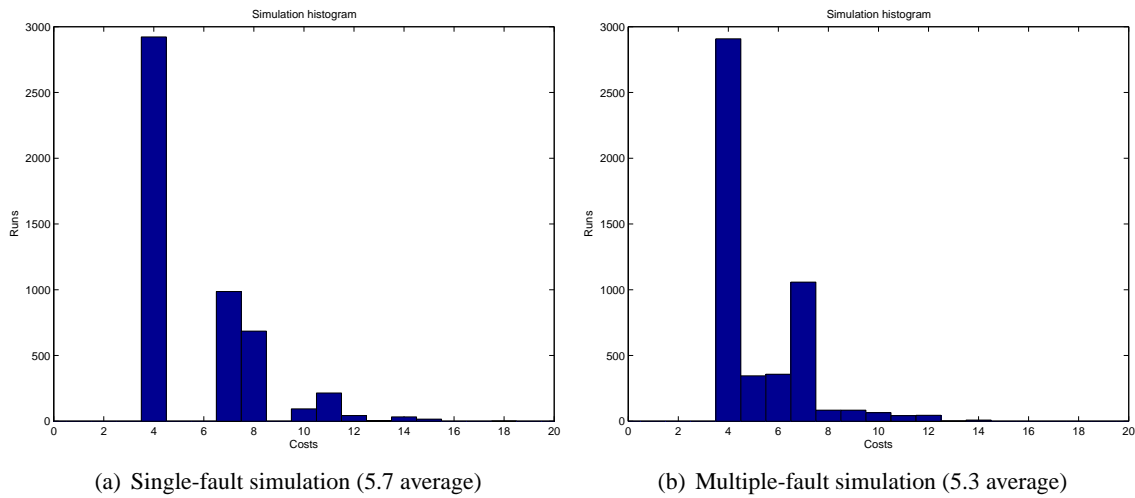 Simulation histogram
3000
2500
2000
1500
1000
500
0
Runs
0 2 4 6 8 10 12 14 16 18 20
Costs
(a) Single-fault simulation (5.7 average)
Simulation histogram
3000
2500
2000
1500
1000
500
0
Runs
0 2 4 6 8 10 12 14 16 18 20
Costs
(b) Multiple-fault simulation (5.3 average)